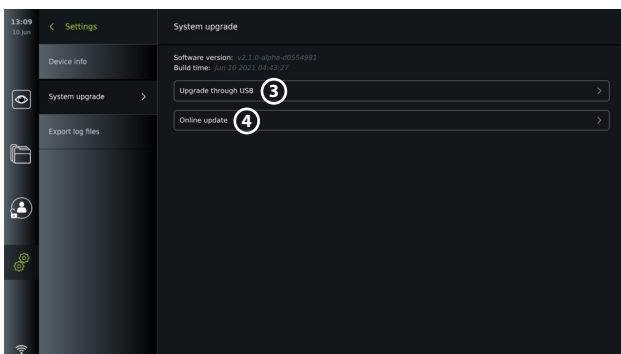 13:09
10 Jun
Settings
System upgrade
Device info
System upgrade
Export log files
Software version: v2.1.0-alpha-d0554981
Build time: Jun 10 2021 04:43:27
Upgrade through USB 3
Online update 4